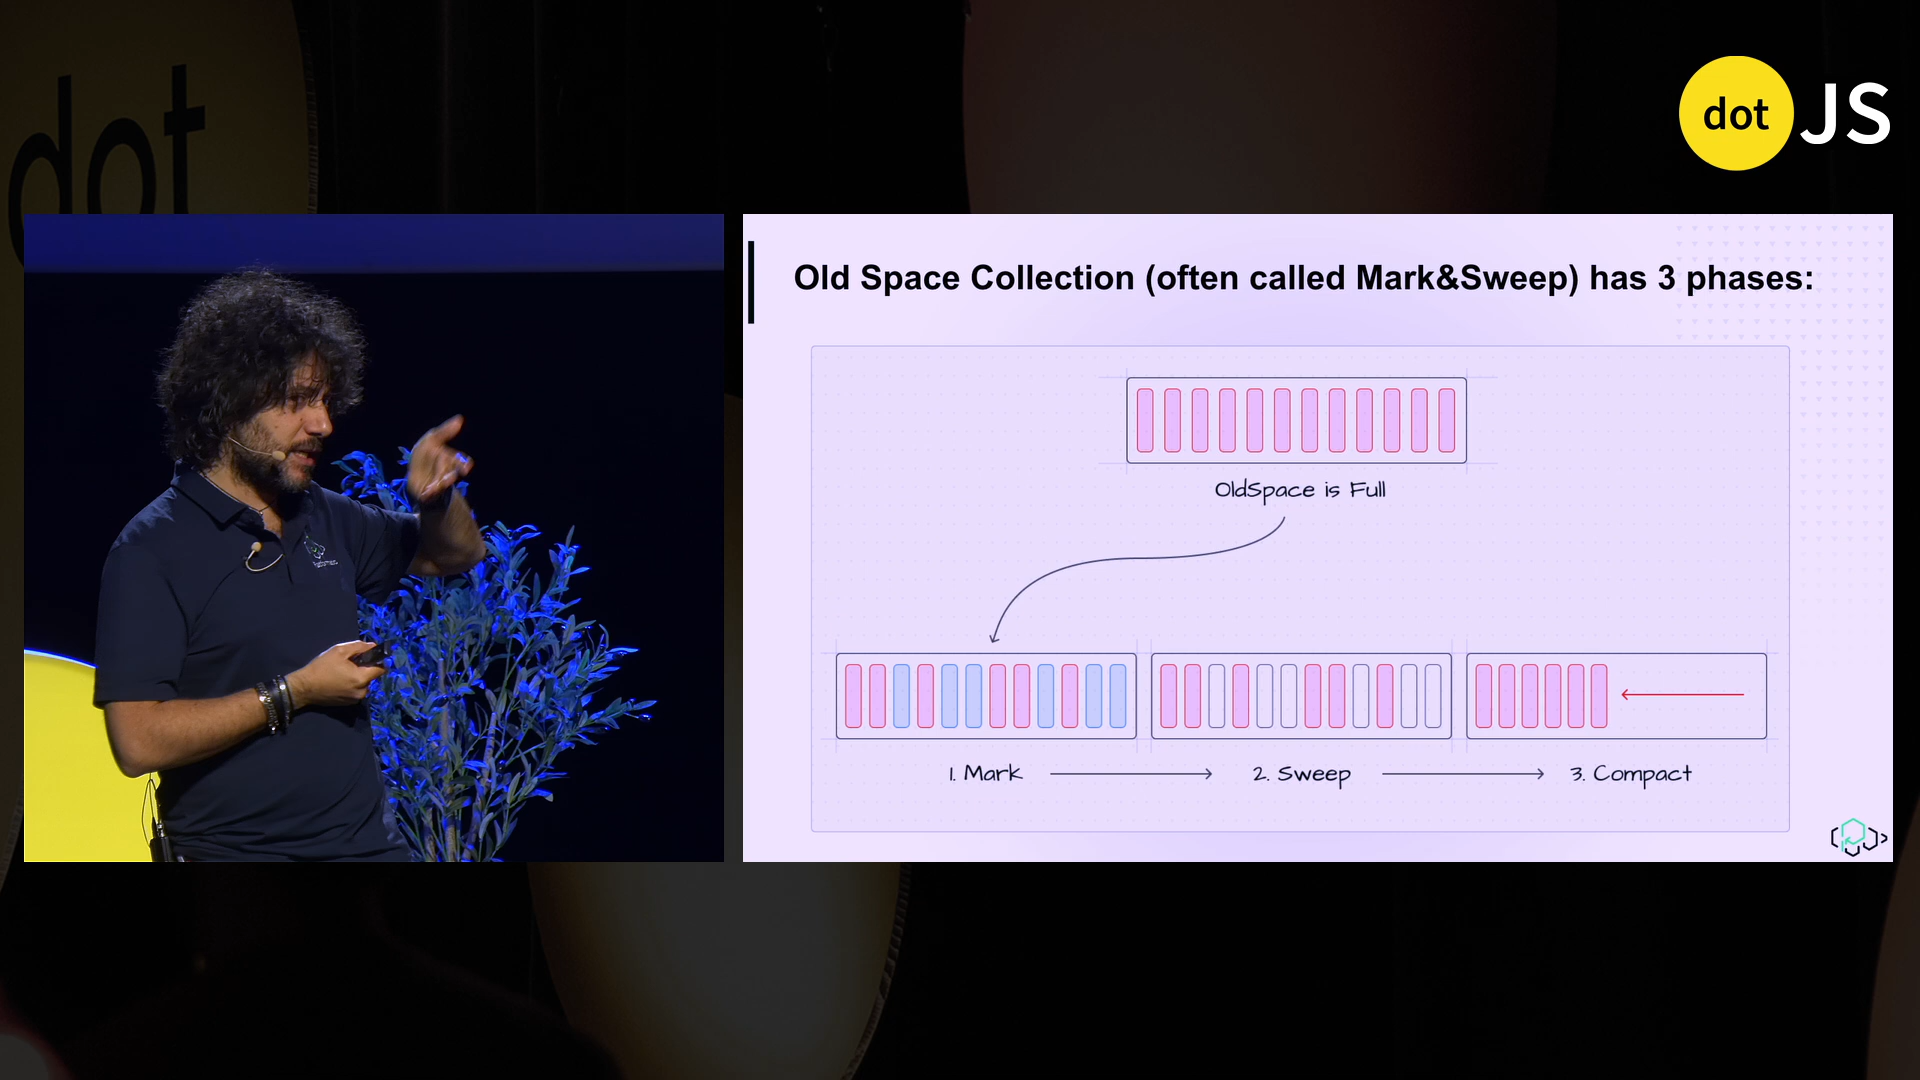 dot
dot JS
Old Space Collection (often called Mark&Sweep) has 3 phases:
OldSpace is Full
1. Mark
2. Sweep
3. Compact